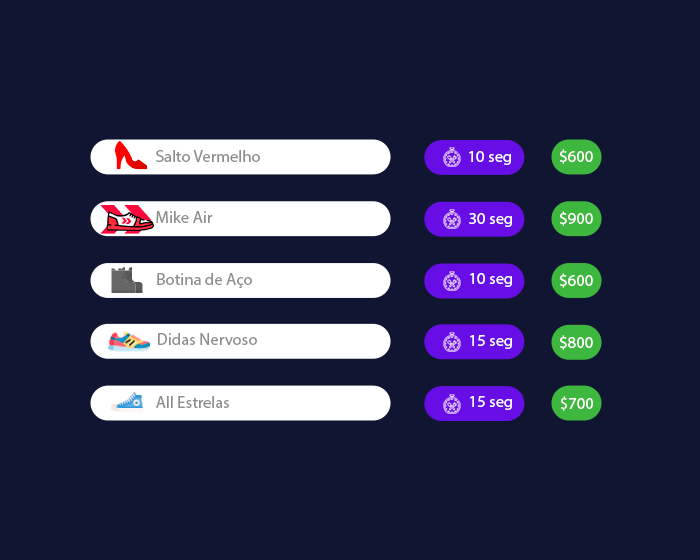 Salto Vermelho 10 seg $600
Mike Air 30 seg $900
Botina de Aço 10 seg $600
Didas Nervoso 15 seg $800
All Estrelas 15 seg $700